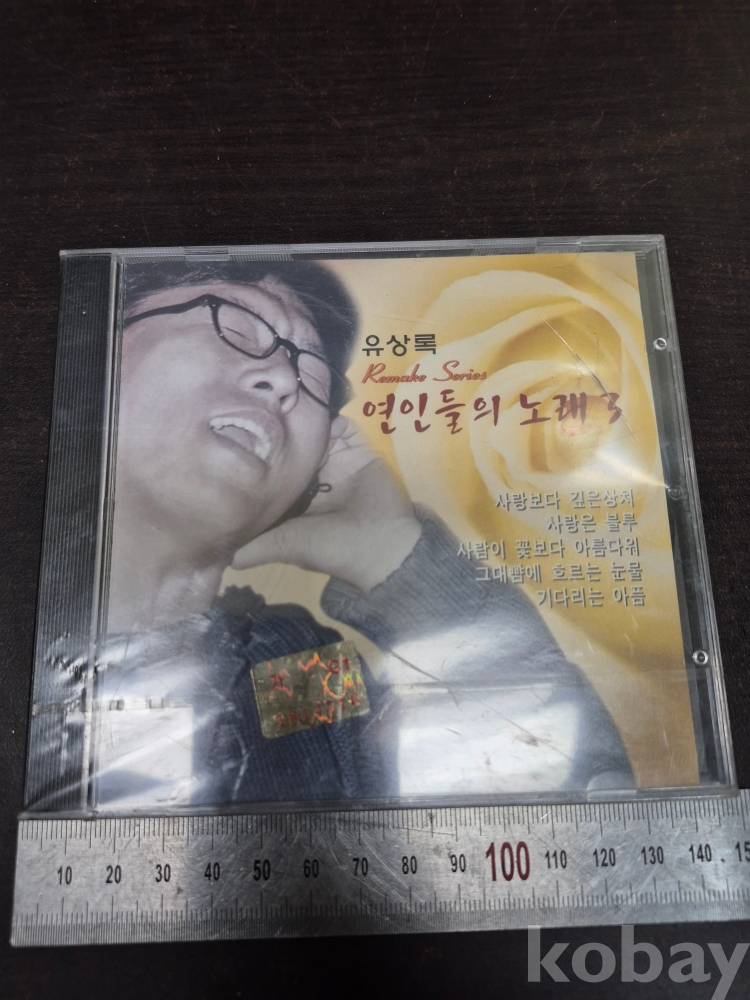 유상록
Remake Series
연인들의 노래 3
사랑보다 깊은상처
사랑은 블루
사람이 꽃보다 아름다워
그대뺨에 흐르는 눈물
기다리는 아픔
10 20 30 40 50 60 70 80 90 100 110 120 130 140 15
kobay